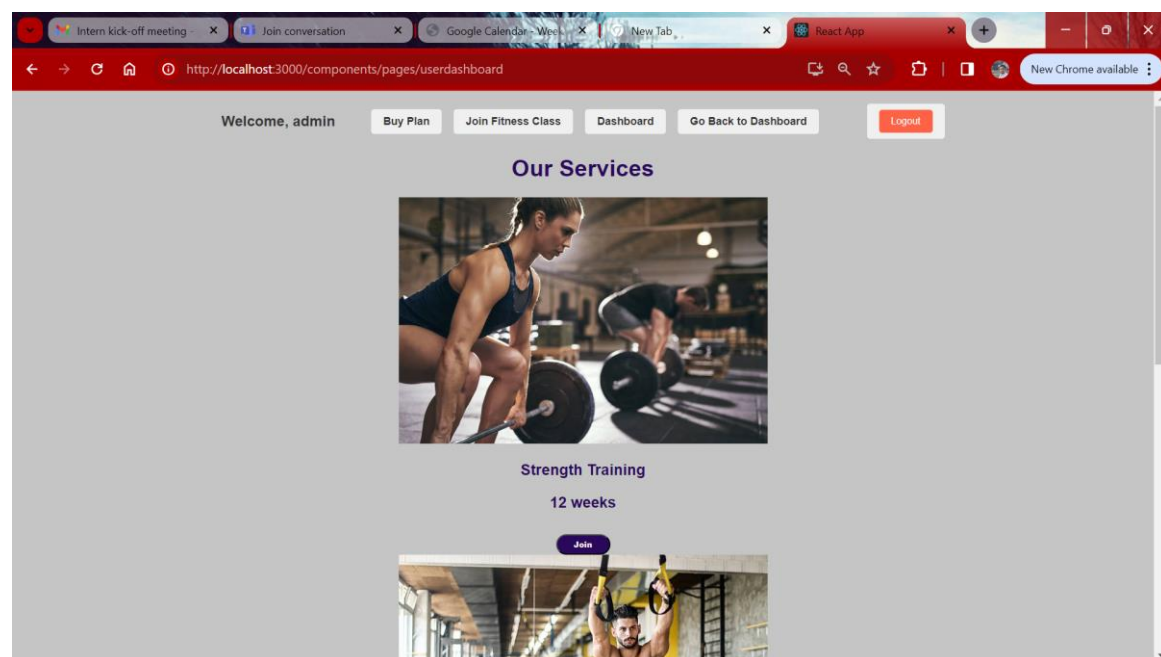 Intern kick-off meeting -
Join conversation
Google Calendar - Wee
New Tab
React App
http://localhost:3000/components/pages/userdashboard
New Chrome available
Welcome, admin
Buy Plan
Join Fitness Class
Dashboard
Go Back to Dashboard
Logout
Our Services
Strength Training
12 weeks
Join